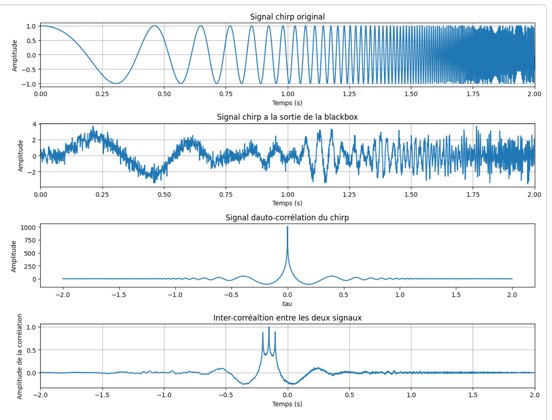 Signal chirp original
1.0
0.5
0.0
−0.5
−1.0
Amplitude
0.00 0.25 0.50 0.75 1.00 1.25 1.50 1.75 2.00
Temps (s)
Signal chirp a la sortie de la blackbox
4
2
0
−2
Amplitude
0.00 0.25 0.50 0.75 1.00 1.25 1.50 1.75 2.00
Temps (s)
Signal dauto-corrélation du chirp
1000
750
500
250
0
Amplitude
−2.0 −1.5 −1.0 −0.5 0.0 0.5 1.0 1.5 2.0
tau
Inter-corréaltion entre les deux signaux
1.0
0.5
0.0
Amplitude de la corrélation
−2.0 −1.5 −1.0 −0.5 0.0 0.5 1.0 1.5 2.0
Temps (s)